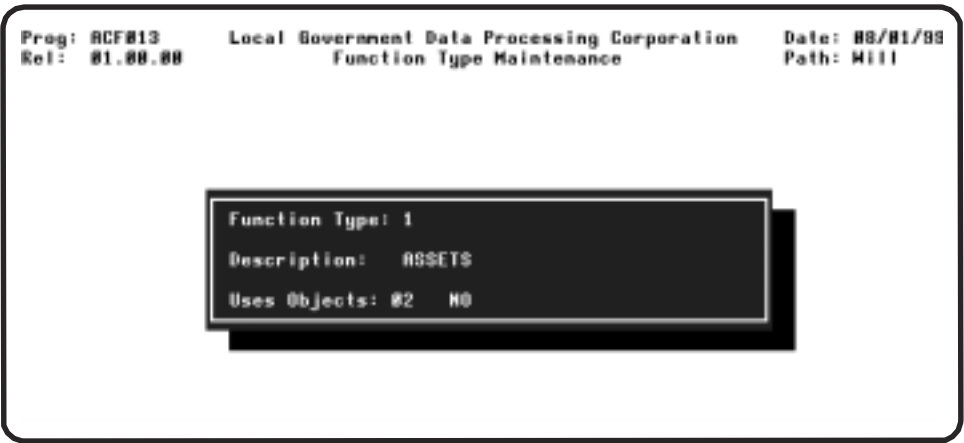 Prog: ACF013 Local Government Data Processing Corporation Date: 08/01/99
Rel: 01.00.00 Function Type Maintenance Path: Will
Function Type: 1
Description: ASSETS
Uses Objects: 02 NO